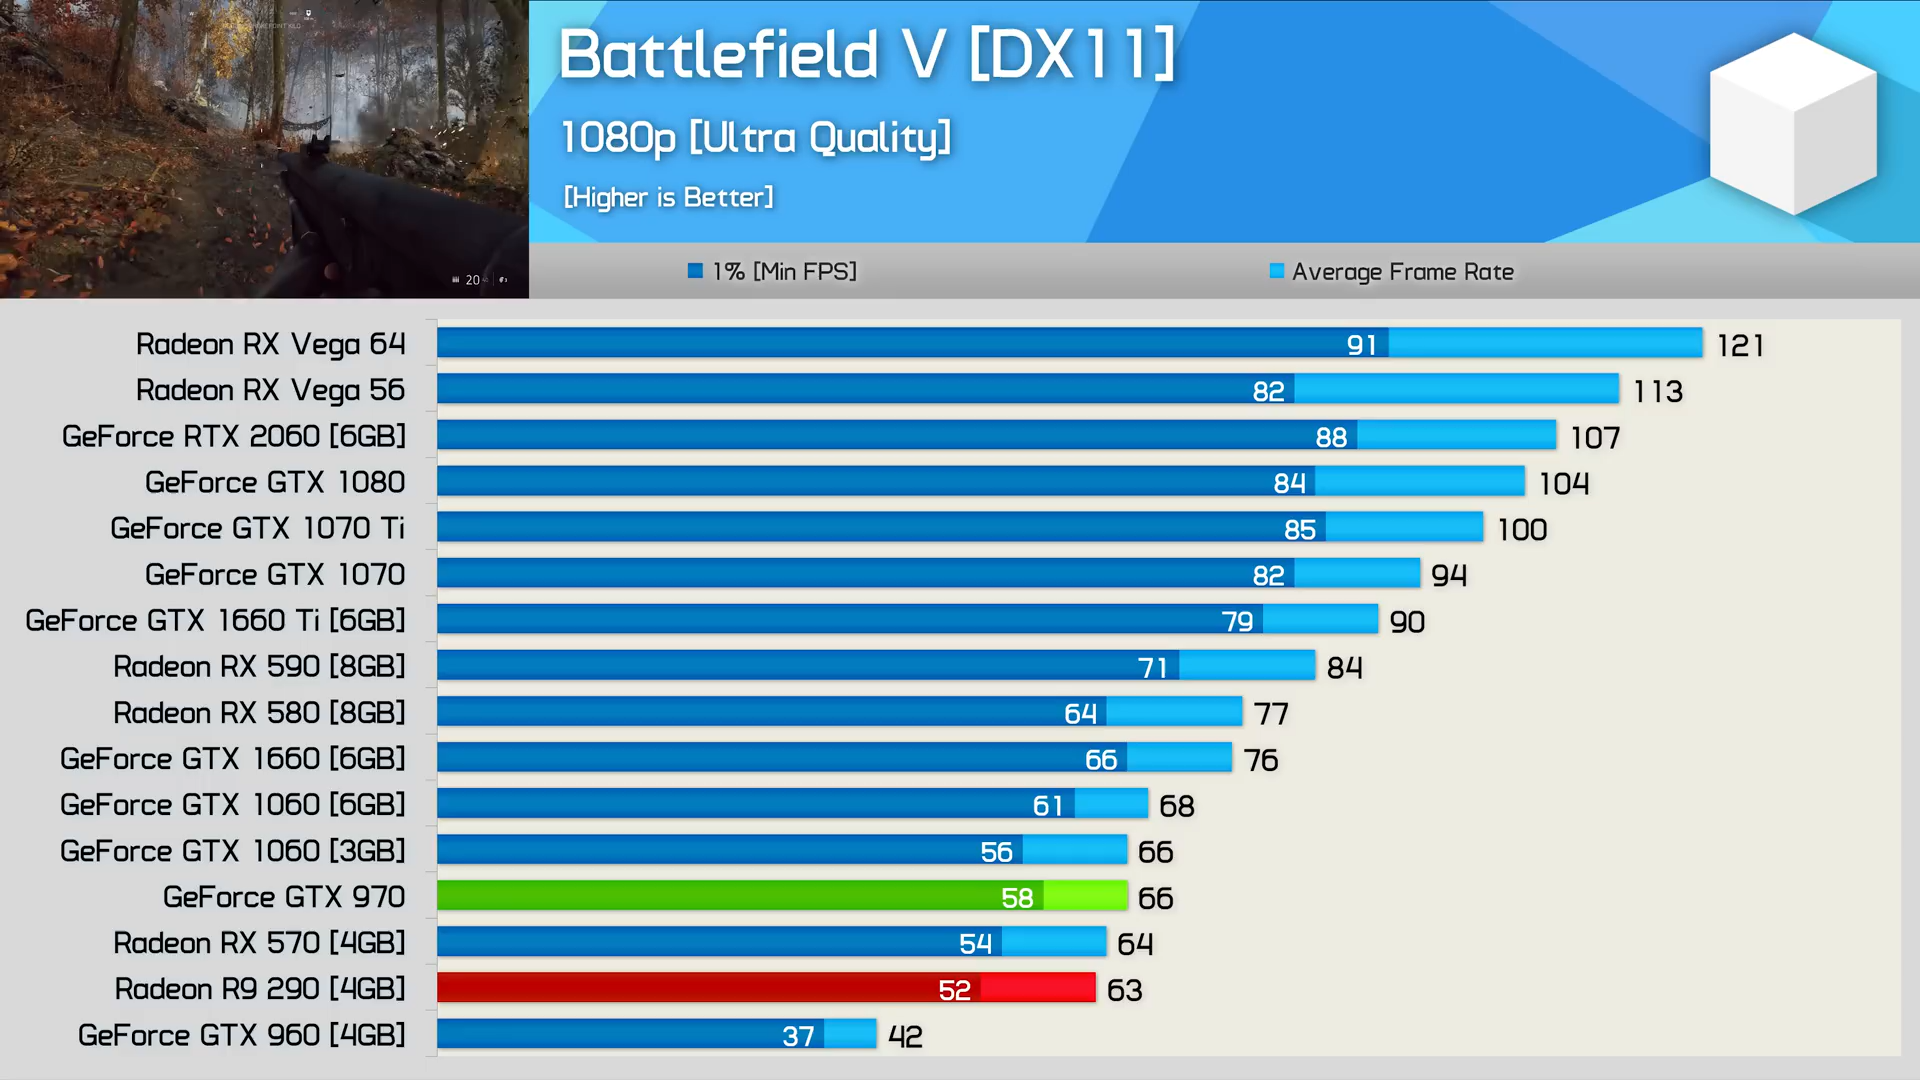 Battlefield V [DX11]
1080p [Ultra Quality]
[Higher is Better]
20
1% [Min FPS]
Average Frame Rate
Radeon RX Vega 64 91 121
Radeon RX Vega 56 82 113
GeForce RTX 2060 [6GB] 88 107
GeForce GTX 1080 84 104
GeForce GTX 1070 Ti 85 100
GeForce GTX 1070 82 94
GeForce GTX 1660 Ti [6GB] 79 90
Radeon RX 590 [8GB] 71 84
Radeon RX 580 [8GB] 64 77
GeForce GTX 1660 [6GB] 66 76
GeForce GTX 1060 [6GB] 61 68
GeForce GTX 1060 [3GB] 56 66
GeForce GTX 970 58 66
Radeon RX 570 [4GB] 54 64
Radeon R9 290 [4GB] 52 63
GeForce GTX 960 [4GB] 37 42